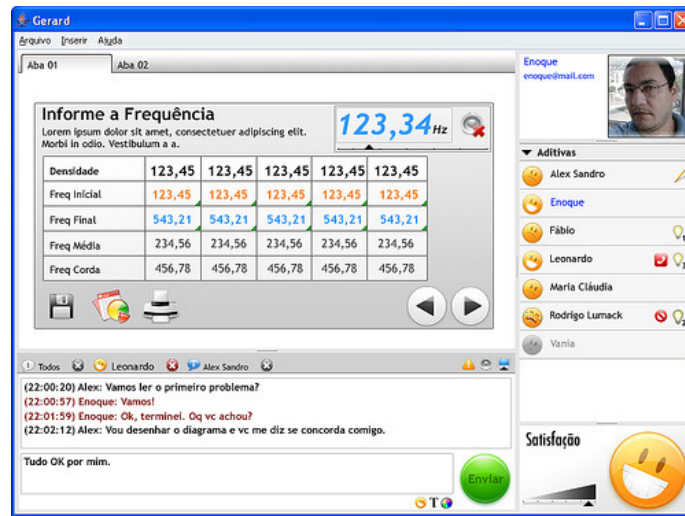 Gerard
Arquivo Inserir Ajuda
Aba 01 Aba 02
Informe a Frequência
Lorem ipsum dolor sit amet, consectetuer adipiscing elit.
Morbi in odio. Vestibulum a a.
123,34 Hz
Densidade 123,45 123,45 123,45 123,45 123,45
Freq Inicial 123,45 123,45 123,45 123,45 123,45
Freq Final 543,21 543,21 543,21 543,21 543,21
Freq Média 234,56 234,56 234,56 234,56 234,56
Freq Corda 456,78 456,78 456,78 456,78 456,78
Todos Leonardo Alex Sandro
(22:00:20) Alex: Vamos ler o primeiro problema?
(22:00:57) Enoque: Vamos!
(22:01:59) Enoque: Ok, terminei. Oq vc achou?
(22:02:12) Alex: Vou desenhar o diagrama e vc me diz se concorda comigo.
Tudo OK por mim.
Enviar
T
Enoque
enoque@mail.com
Aditivas
Alex Sandro
Enoque
Fábio
Leonardo
Maria Cláudia
Rodrigo Lumack
Vania
Satisfação